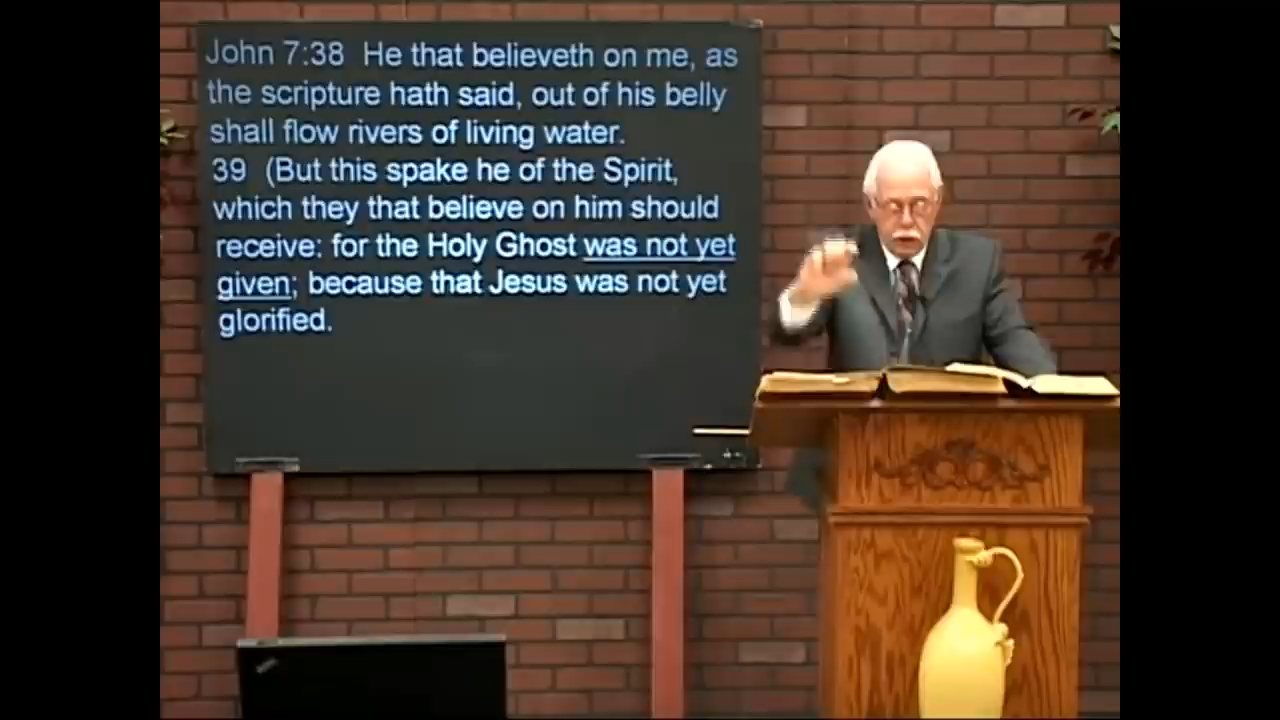 John 7:38  He that believeth on me, as
the scripture hath said, out of his belly
shall flow rivers of living water.
39  (But this spake he of the Spirit,
which they that believe on him should
receive: for the Holy Ghost was not yet
given; because that Jesus was not yet
glorified.